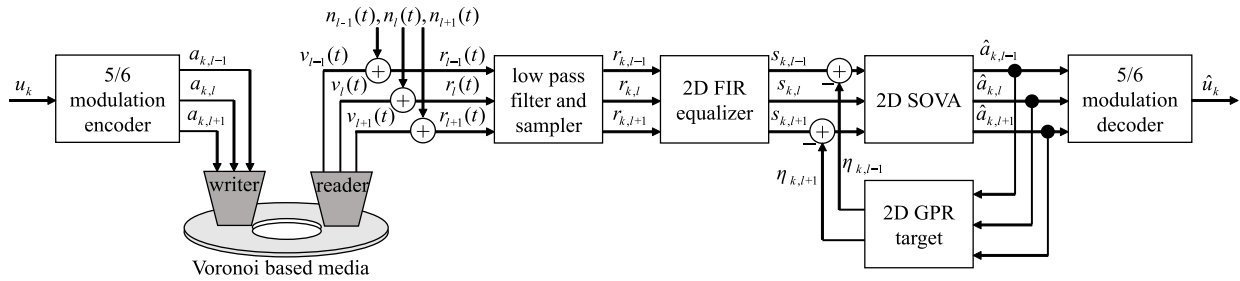 n_{l-1}(t), n_l(t), n_{l+1}(t)
u_k
5/6
modulation
encoder
a_{k,l-1}
a_{k,l}
a_{k,l+1}
writer
reader
Voronoi based media
v_{l-1}(t)
v_l(t)
v_{l+1}(t)
r_{l-1}(t)
r_l(t)
r_{l+1}(t)
low pass
filter and
sampler
r_{k,l-1}
r_{k,l}
r_{k,l+1}
2D FIR
equalizer
s_{k,l-1}
s_{k,l}
s_{k,l+1}
η_{k,l-1}
η_{k,l+1}
2D SOVA
2D GPR
target
â_{k,l-1}
â_{k,l}
â_{k,l+1}
5/6
modulation
decoder
û_k